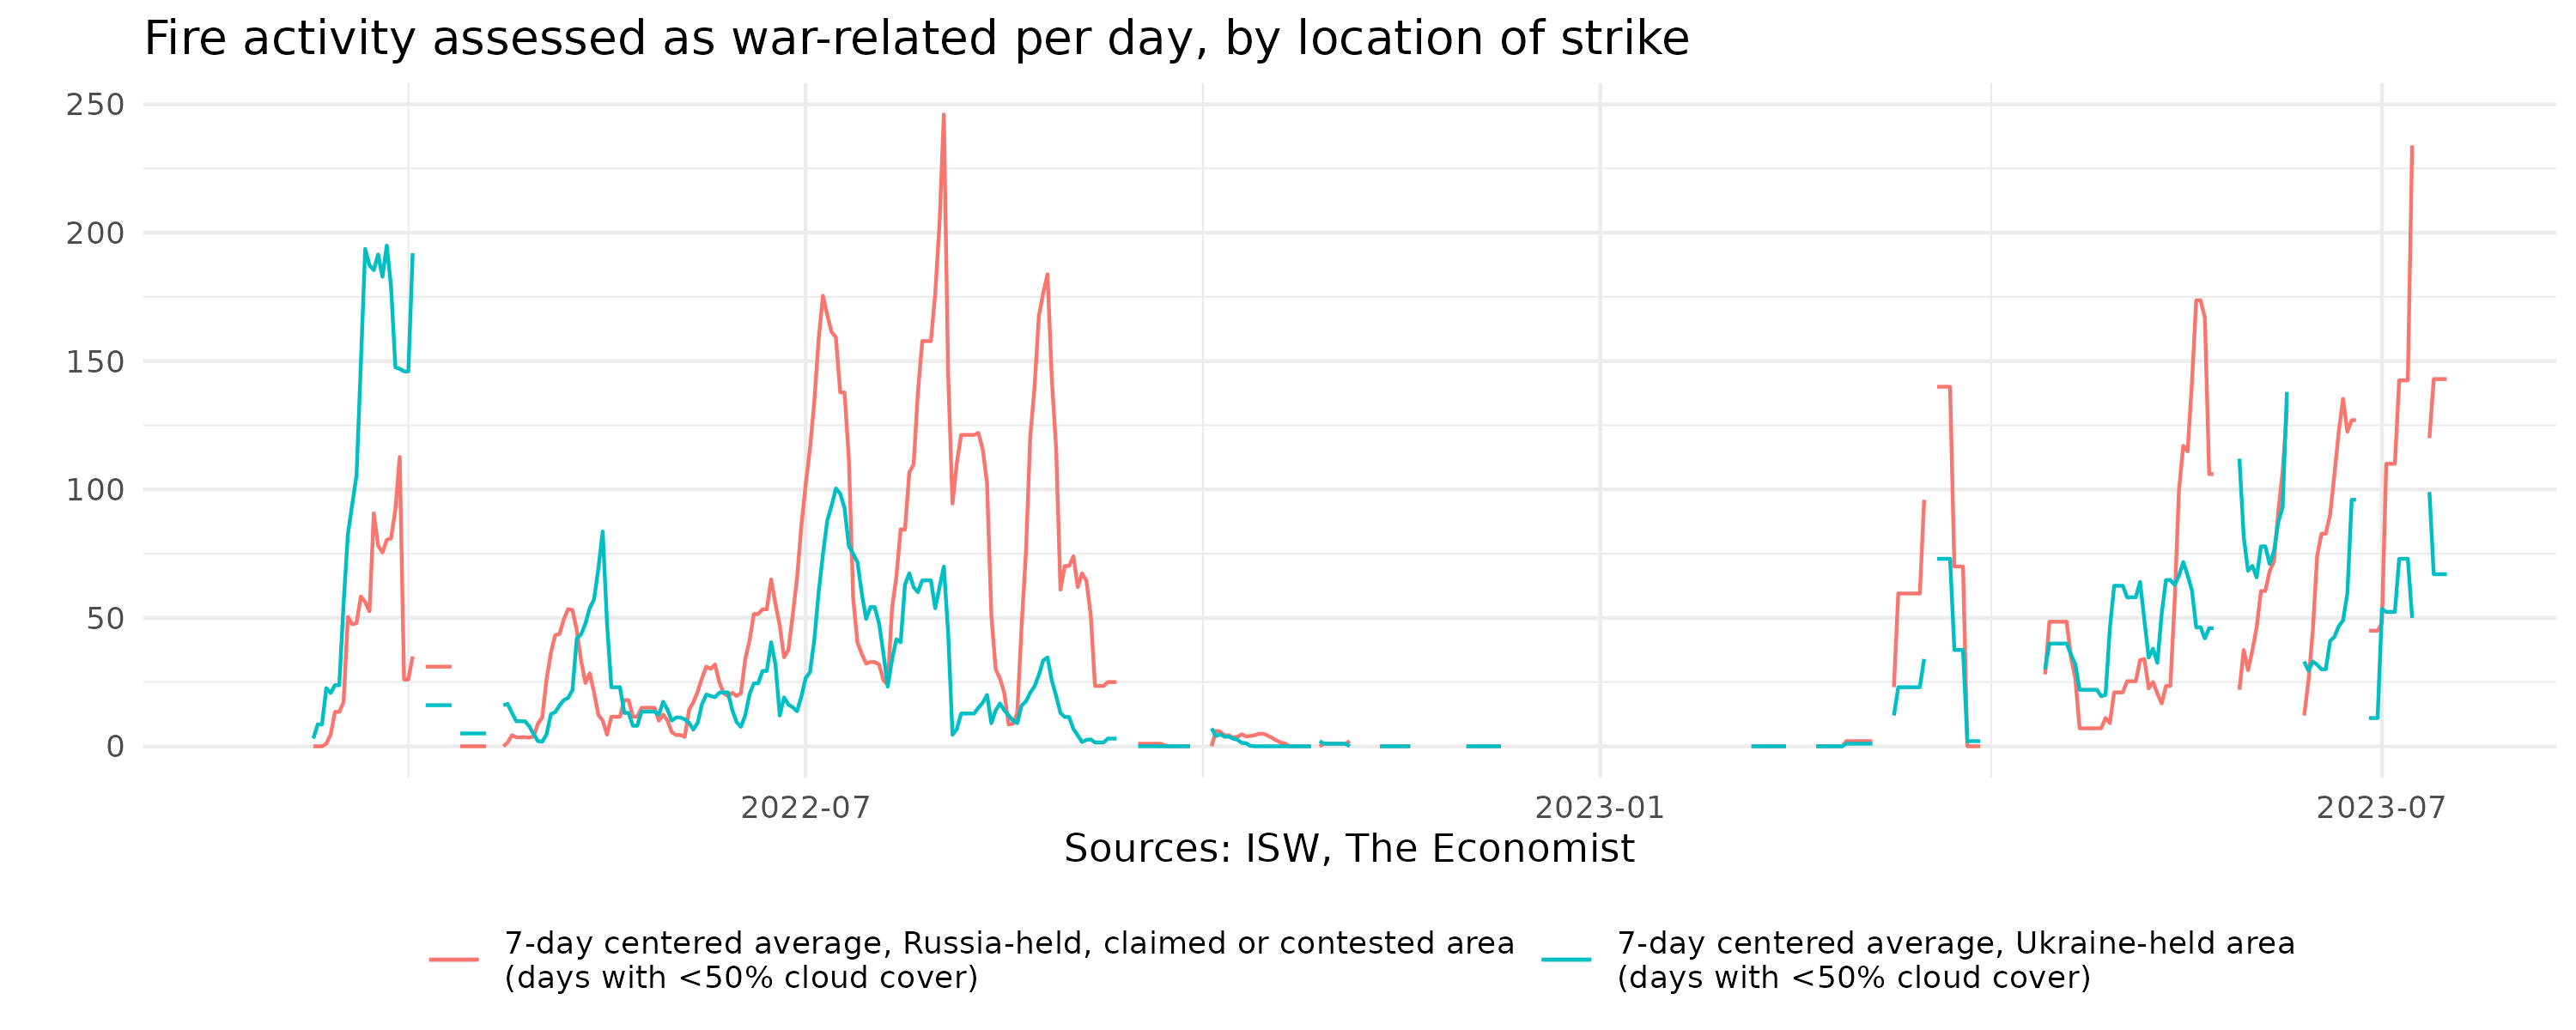 Fire activity assessed as war-related per day, by location of strike
250
200
150
100
50
0
2022-07
2023-01
2023-07
Sources: ISW, The Economist
7-day centered average, Russia-held, claimed or contested area
(days with <50% cloud cover)
7-day centered average, Ukraine-held area
(days with <50% cloud cover)